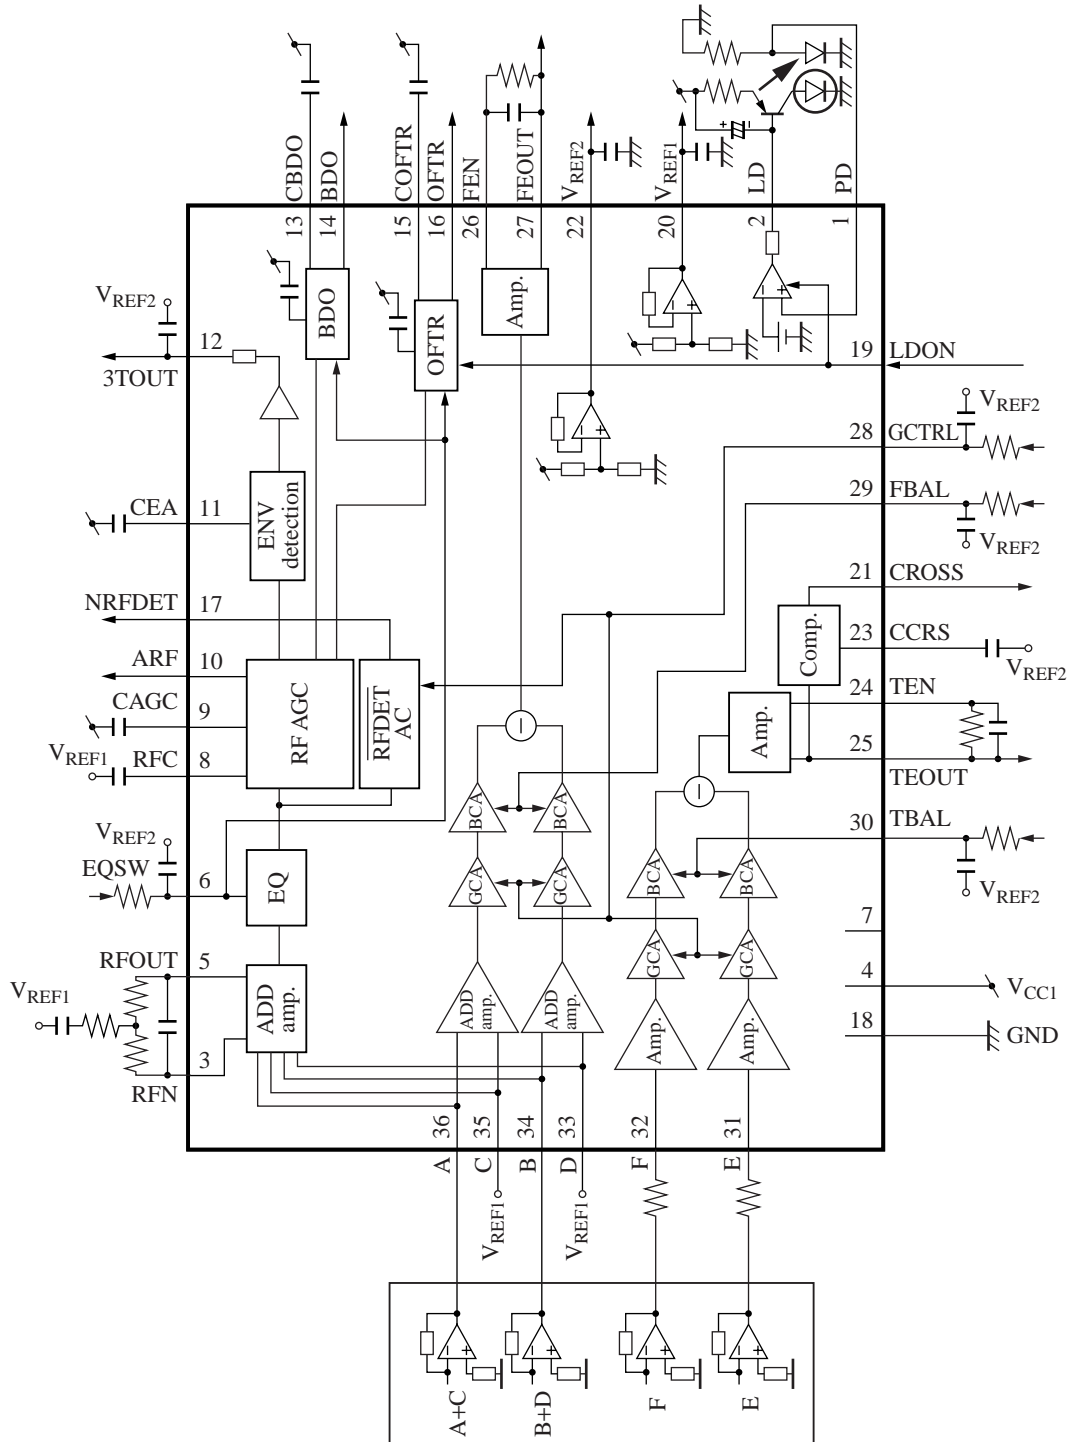 CBDO
BDO
COFTR
OFTR
FEN
FEOUT
VREF2
VREF1
LD
PD
13
14
15
16
26
27
22
20
2
1
VREF2
12
3TOUT
BDO
OFTR
Amp.
19
LDON
VREF2
28
GCTRL
29
FBAL
VREF2
CEA
11
ENV
detection
21
CROSS
NRFDET
17
Comp.
23
CCRS
VREF2
ARF
10
24
TEN
CAGC
9
RF AGC
RFDET
AC
Amp.
25
TEOUT
VREF1
RFC
8
BCA
BCA
30
TBAL
VREF2
VREF2
EQSW
6
EQ
GCA
GCA
BCA
BCA
7
RFOUT
5
GCA
GCA
4
VCC1
VREF1
ADD
amp.
ADD
amp.
ADD
amp.
Amp.
Amp.
18
GND
3
RFN
36
35
34
33
32
31
A
C
B
D
F
E
VREF1
VREF1
A+C
B+D
F
E